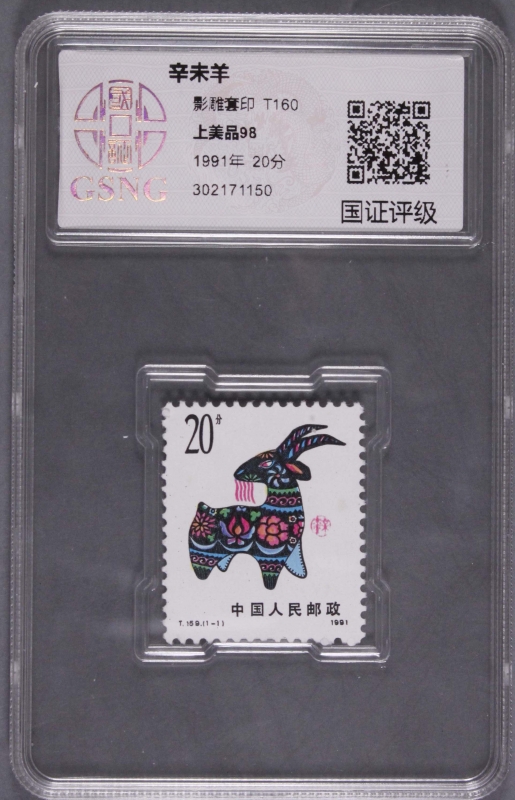 辛未羊
影雕套印 T160
上美品98
1991年 20分
302171150
GSNG
国证评级
20分
中国人民邮政
T.159.(1-1)
1991